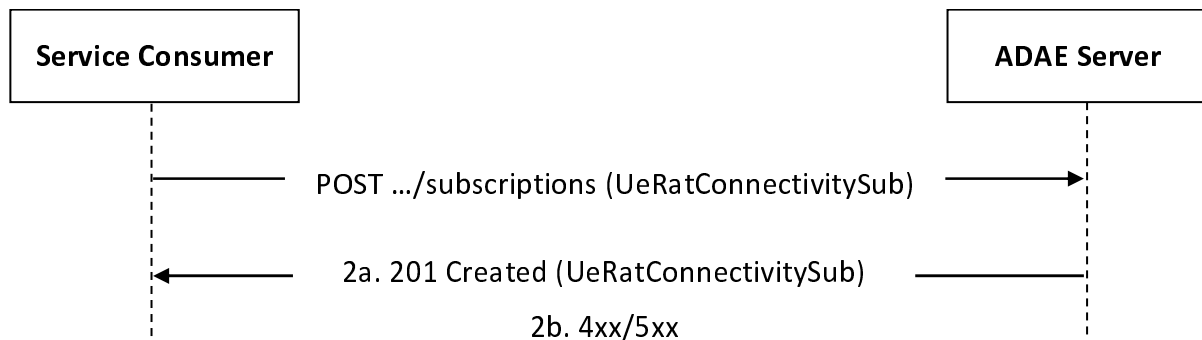 Service Consumer
ADAE Server
POST …/subscriptions (UeRatConnectivitySub)
2a. 201 Created (UeRatConnectivitySub)
2b. 4xx/5xx